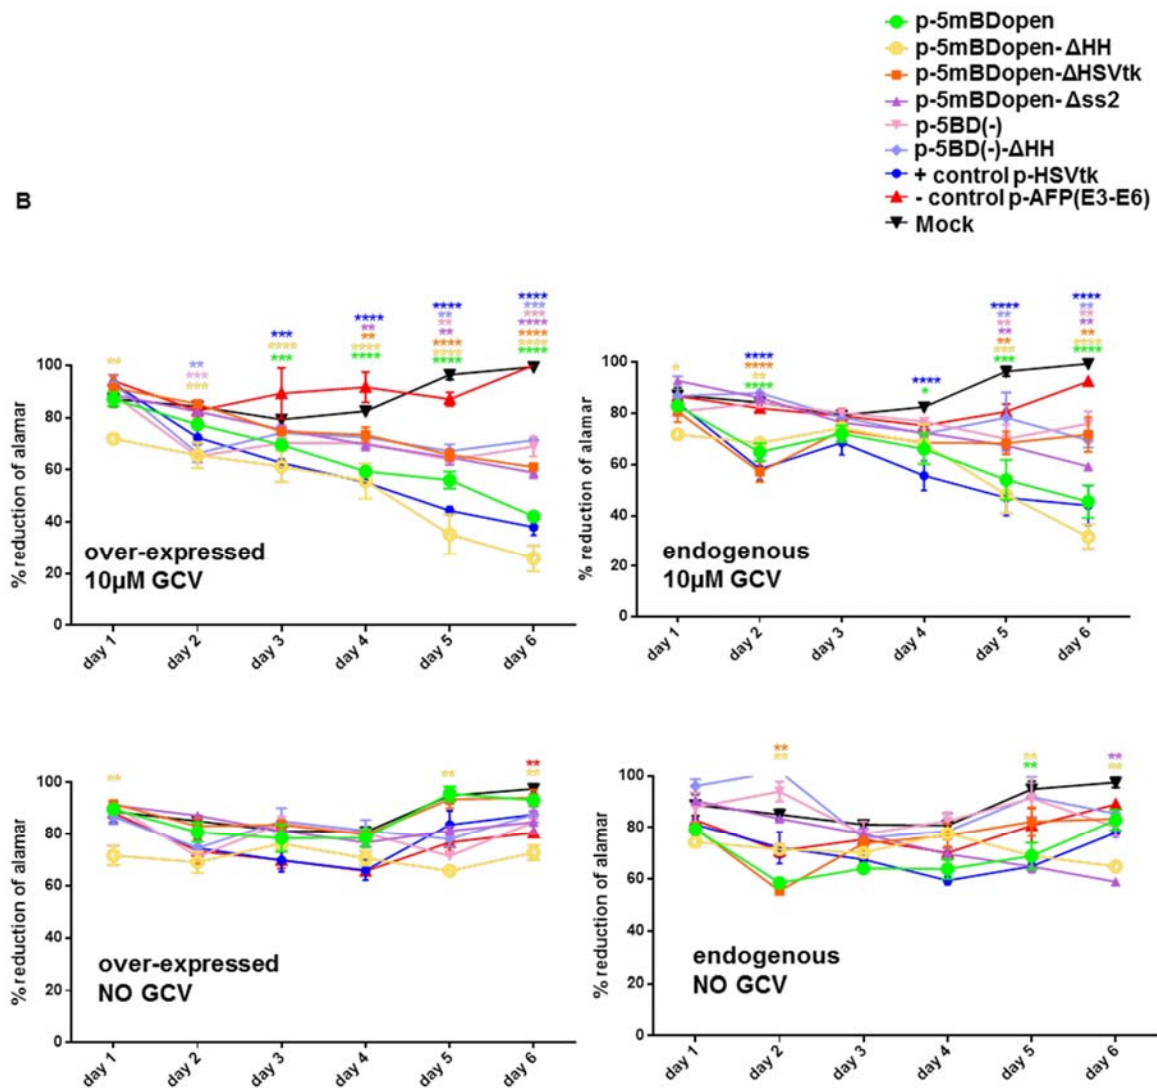 p-5mBDopen
p-5mBDopen-ΔHH
p-5mBDopen-ΔHSVtk
p-5mBDopen-Δss2
p-5BD(-)
p-5BD(-)-ΔHH
+ control p-HSVtk
- control p-AFP(E3-E6)
Mock
B
% reduction of alamar
100
80
60
40
20
0
**
**
***
***
***
****
***
****
**
**
****
****
****
**
**
**
****
****
****
****
***
***
****
****
****
****
over-expressed
10µM GCV
day 1
day 2
day 3
day 4
day 5
day 6
% reduction of alamar
100
80
60
40
20
0
*
****
****
**
****
****
*
****
**
**
**
**
***
***
****
**
**
**
**
****
****
endogenous
10µM GCV
day 1
day 2
day 3
day 4
day 5
day 6
% reduction of alamar
100
80
60
40
20
0
**
**
**
**
over-expressed
NO GCV
day 1
day 2
day 3
day 4
day 5
day 6
% reduction of alamar
100
80
60
40
20
0
**
**
**
**
**
**
endogenous
NO GCV
day 1
day 2
day 3
day 4
day 5
day 6